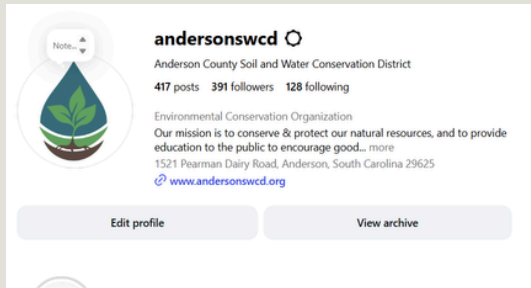 Note...
andersonswcd
Anderson County Soil and Water Conservation District
417 posts 391 followers 128 following
Environmental Conservation Organization
Our mission is to conserve & protect our natural resources, and to provide
education to the public to encourage good... more
1521 Pearman Dairy Road, Anderson, South Carolina 29625
www.andersonswcd.org
Edit profile View archive